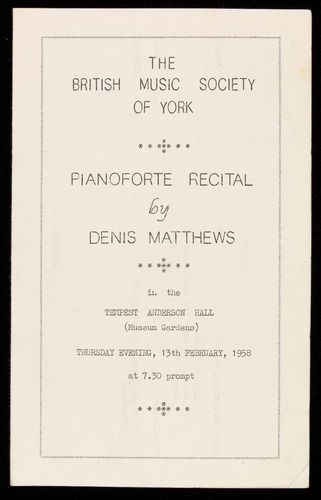 THE
BRITISH MUSIC SOCIETY
OF YORK
PIANOFORTE RECITAL
by
DENIS MATTHEWS
in the
TEMPEST ANDERSON HALL
(Museum Gardens)
THURSDAY EVENING, 13th FEBRUARY, 1958
at 7.30 prompt